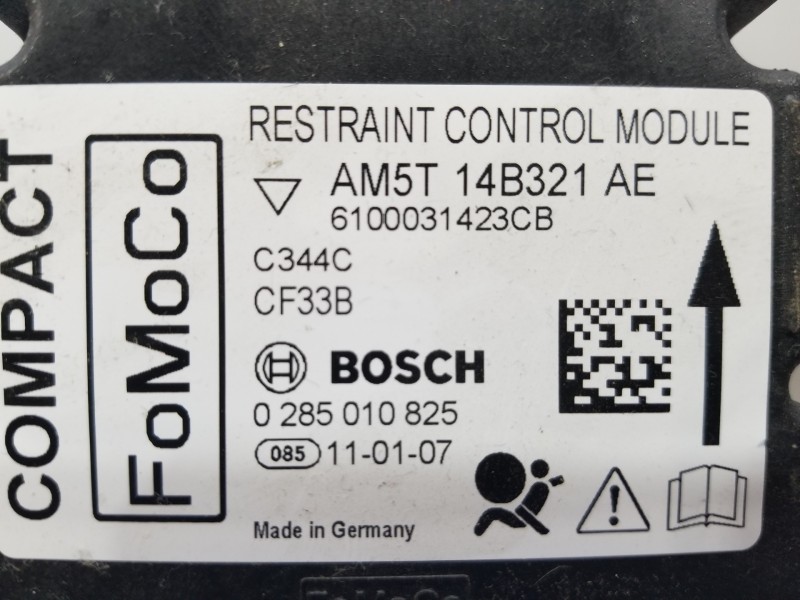 COMPACT
FoMoCo
RESTRAINT CONTROL MODULE
AM5T 14B321 AE
6100031423CB
C344C
CF33B
BOSCH
0 285 010 825
085 11-01-07
Made in Germany
FoMoCo